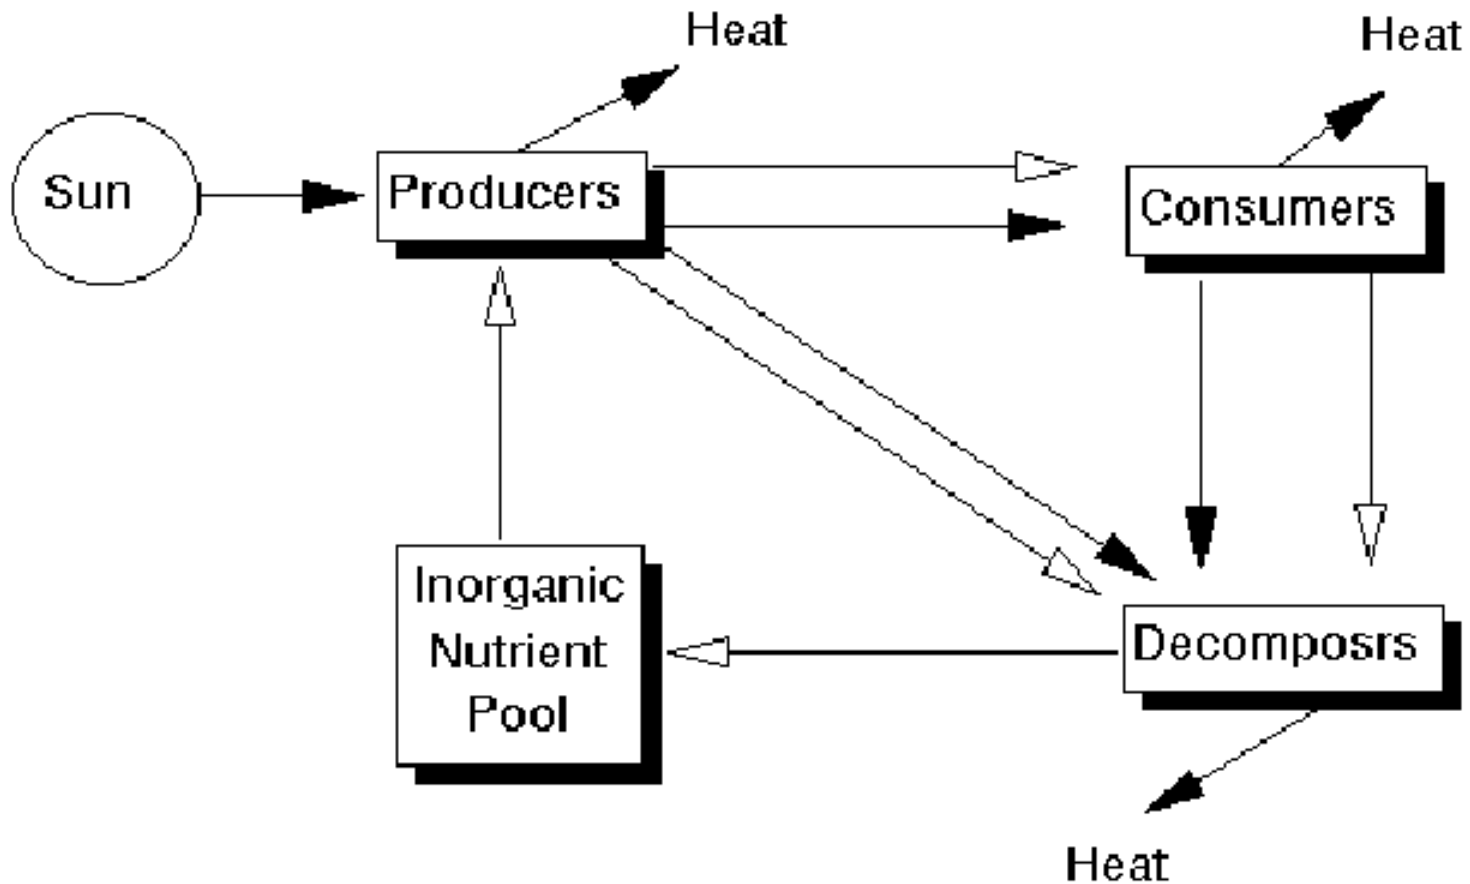 Heat
Heat
Sun
Producers
Consumers
Inorganic
Nutrient
Pool
Decomposrs
Heat